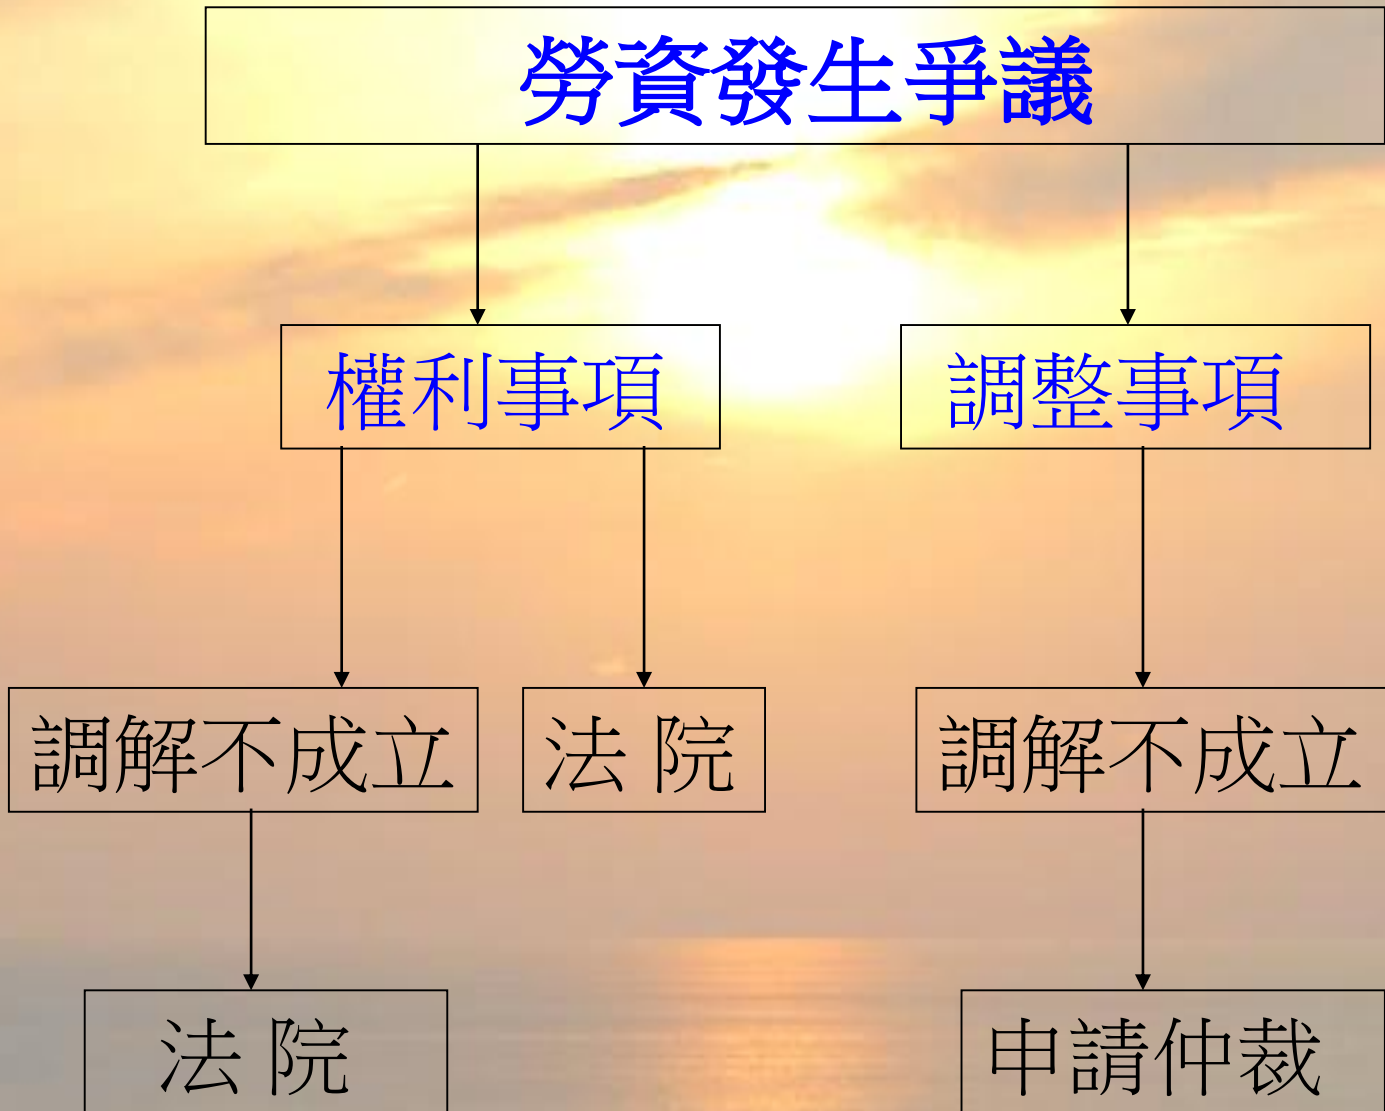 勞資發生爭議
權利事項
調整事項
調解不成立
法 院
調解不成立
法 院
申請仲裁